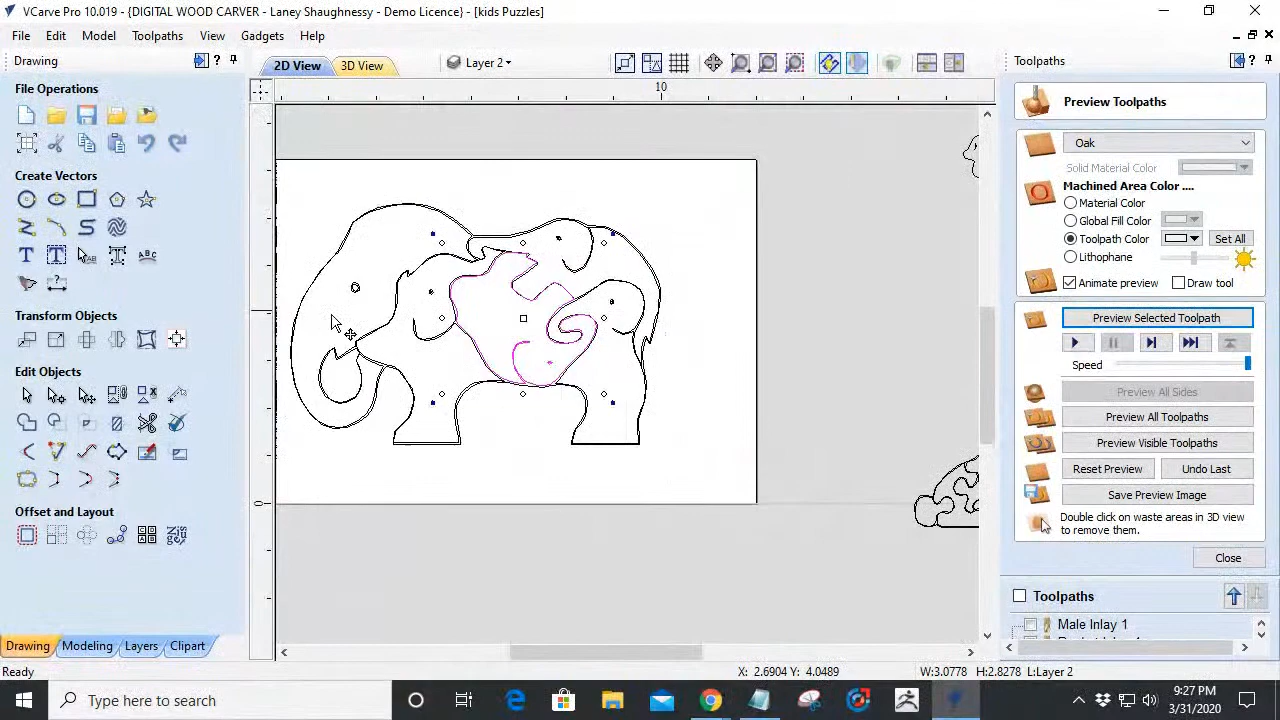 VCarve Pro 10.019 - {DIGITAL WOOD CARVER - Laney Shaughnessy - Demo Licence} - [kids Puzzles]
File Edit Model Toolpaths View Gadgets Help
Drawing
2D View 3D View Layer 2
Toolpaths
File Operations
10
Preview Toolpaths
Oak
Solid Material Color
Create Vectors
Machined Area Color ....
Material Color
Global Fill Color
Toolpath Color Set All
Lithophane
Animate preview Draw tool
Transform Objects
Preview Selected Toolpath
Speed
Edit Objects
Preview All Sides
Preview All Toolpaths
Preview Visible Toolpaths
Reset Preview Undo Last
Save Preview Image
0
Offset and Layout
Double click on waste areas in 3D view
to remove them.
Close
Toolpaths
Male Inlay 1
Drawing Modeling Layers Clipart
Ready
X: 2.6904 Y: 4.0489
W:3.0778 H:2.8278 L:Layer 2
Type here to search
9:27 PM
3/31/2020